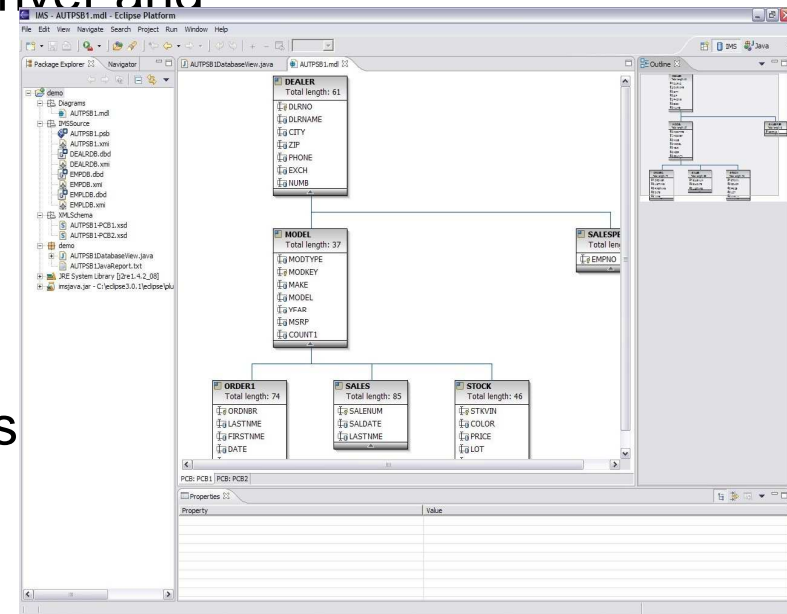 iver and
IMS - AUTPSB1.mdl - Eclipse Platform
File Edit View Navigate Search Project Run Window Help
IMS Java
Package Explorer Navigator
demo
Diagrams
AUTPSB1.mdl
IMSSource
AUTPSB1.psb
AUTPSB1.xmi
DEALRDB.dbd
DEALRDB.xmi
EMPDB.dbd
EMPDB.xmi
EMPLDB.dbd
EMPLDB.xmi
XMLSchema
AUTPSB1-PCB1.xsd
AUTPSB1-PCB2.xsd
demo
AUTPSB1DatabaseView.java
AUTPSB1JavaReport.txt
JRE System Library [j2re1.4.2_08]
imsjava.jar - C:\eclipse3.0.1\eclipse\plu
s
AUTPSB1DatabaseView.java AUTPSB1.mdl
DEALER
Total length: 61
DLRNO
DLRNAME
CITY
ZIP
PHONE
EXCH
NUMB
MODEL
Total length: 37
MODTYPE
MODKEY
MAKE
MODEL
YEAR
MSRP
COUNT1
SALESPE
Total len
EMPNO
ORDER1
Total length: 74
ORDNBR
LASTNME
FIRSTNME
DATE
SALES
Total length: 85
SALENUM
SALDATE
LASTNME
STOCK
Total length: 46
STKVIN
COLOR
PRICE
LOT
PCB: PCB1 PCB: PCB2
Outline
Properties
Property Value